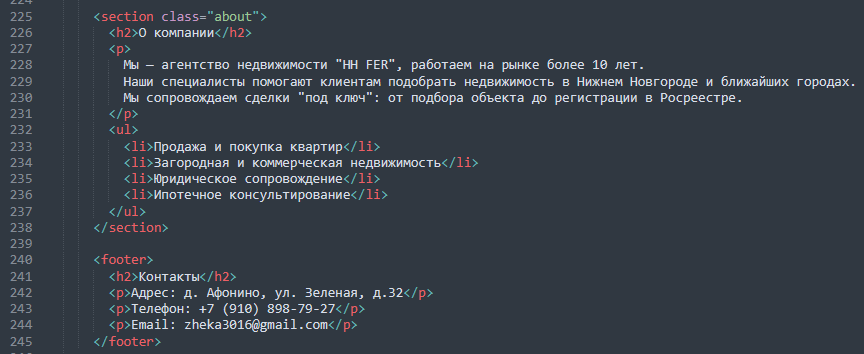 224
225 <section class="about">
226 <h2>О компании</h2>
227 <p>
228 Мы — агентство недвижимости "НН FER", работаем на рынке более 10 лет.
229 Наши специалисты помогают клиентам подобрать недвижимость в Нижнем Новгороде и ближайших городах.
230 Мы сопровождаем сделки "под ключ": от подбора объекта до регистрации в Росреестре.
231 </p>
232 <ul>
233 <li>Продажа и покупка квартир</li>
234 <li>Загородная и коммерческая недвижимость</li>
235 <li>Юридическое сопровождение</li>
236 <li>Ипотечное консультирование</li>
237 </ul>
238 </section>
239
240 <footer>
241 <h2>Контакты</h2>
242 <p>Адрес: д. Афонино, ул. Зеленая, д.32</p>
243 <p>Телефон: +7 (910) 898-79-27</p>
244 <p>Email: zheka3016@gmail.com</p>
245 </footer>